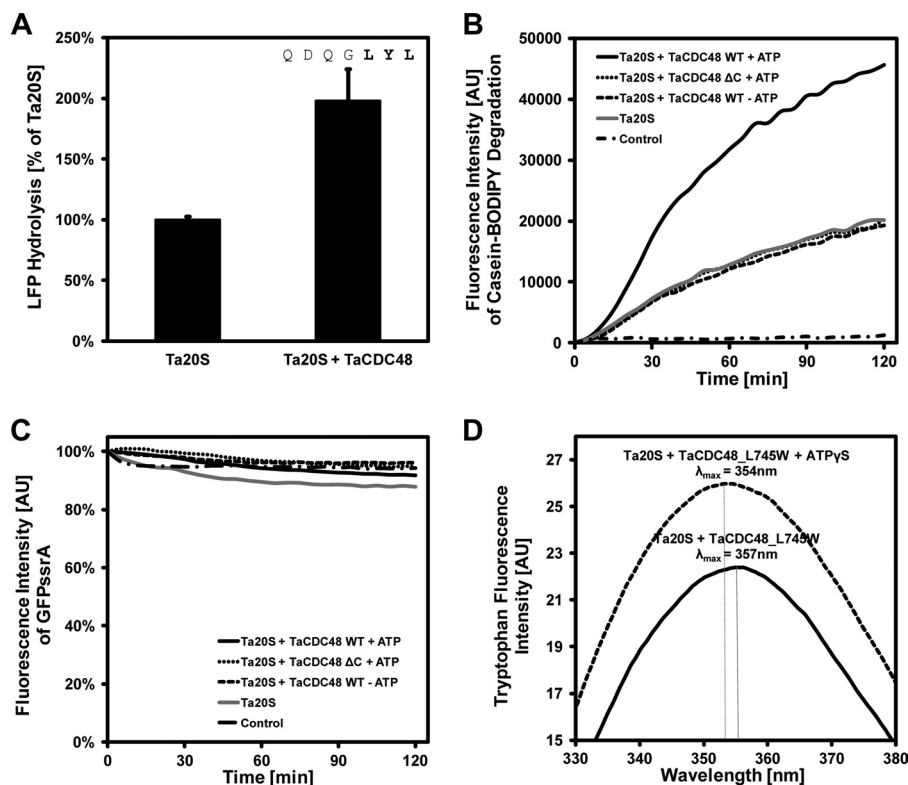 A
LFP Hydrolysis [% of Ta20S]
250%
200%
150%
100%
50%
0%
Q D Q G L Y L
Ta20S
Ta20S + TaCDC48
B
Fluorescence Intensity [AU]
of Casein-BODIPY Degradation
50000
40000
30000
20000
10000
0
Ta20S + TaCDC48 WT + ATP
Ta20S + TaCDC48 ΔC + ATP
Ta20S + TaCDC48 WT - ATP
Ta20S
Control
0 30 60 90 120
Time [min]
C
Fluorescence Intensity [AU]
of GFPssrA
100%
80%
60%
40%
20%
0%
Ta20S + TaCDC48 WT + ATP
Ta20S + TaCDC48 ΔC + ATP
Ta20S + TaCDC48 WT - ATP
Ta20S
Control
0 30 60 90 120
Time [min]
D
Tryptophan Fluorescence
Intensity [AU]
27
25
23
21
19
17
15
Ta20S + TaCDC48_L745W + ATPγS
λmax = 354nm
Ta20S + TaCDC48_L745W
λmax = 357nm
330 340 350 360 370 380
Wavelength [nm]